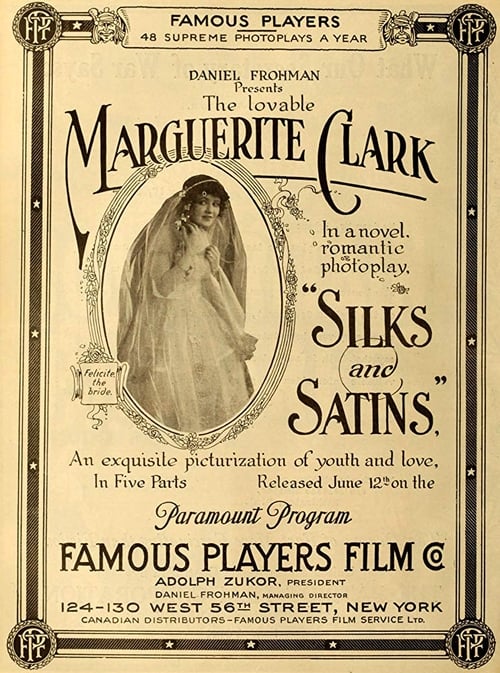 FAMOUS PLAYERS
48 SUPREME PHOTOPLAYS A YEAR
DANIEL FROHMAN
Presents
The lovable
MARGUERITE CLARK
In a novel,
romantic
photoplay,
"SILKS
and
SATINS,"
Felicite,
the
bride.
An exquisite picturization of youth and love,
In Five Parts Released June 12th on the
Paramount Program
FAMOUS PLAYERS FILM CO
ADOLPH ZUKOR, PRESIDENT
DANIEL FROHMAN, MANAGING DIRECTOR
124-130 WEST 56TH STREET, NEW YORK
CANADIAN DISTRIBUTORS-FAMOUS PLAYERS FILM SERVICE LTD.